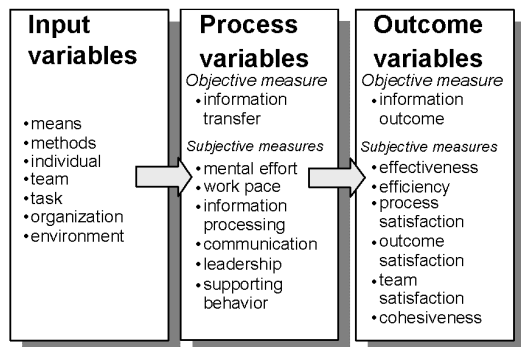 Input
variables
• means
• methods
• individual
• team
• task
• organization
• environment
Process
variables
Objective measure
• information
transfer
Subjective measures
• mental effort
• work pace
• information
processing
• communication
• leadership
• supporting
behavior
Outcome
variables
Objective measure
• information
outcome
Subjective measures
• effectiveness
• efficiency
• process
satisfaction
• outcome
satisfaction
• team
satisfaction
• cohesiveness